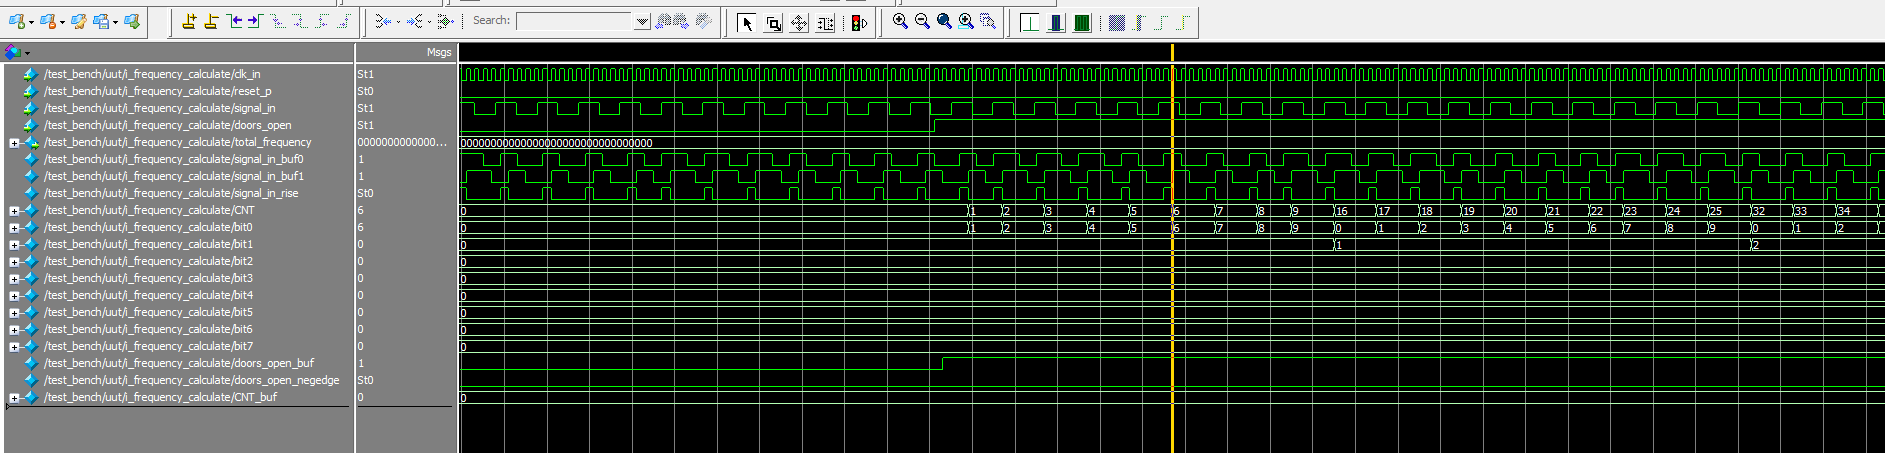 Search:
Msgs
/test_bench/uut/i_frequency_calculate/clk_in St1
/test_bench/uut/i_frequency_calculate/reset_p St0
/test_bench/uut/i_frequency_calculate/signal_in St1
/test_bench/uut/i_frequency_calculate/doors_open St1
/test_bench/uut/i_frequency_calculate/total_frequency 0000000000000... 00000000000000000000000000000000
/test_bench/uut/i_frequency_calculate/signal_in_buf0 1
/test_bench/uut/i_frequency_calculate/signal_in_buf1 1
/test_bench/uut/i_frequency_calculate/signal_in_rise St0
/test_bench/uut/i_frequency_calculate/CNT 6 0 1 2 3 4 5 6 7 8 9 16 17 18 19 20 21 22 23 24 25 32 33 34
/test_bench/uut/i_frequency_calculate/bit0 6 0 1 2 3 4 5 6 7 8 9 0 1 2 3 4 5 6 7 8 9 0 1 2
/test_bench/uut/i_frequency_calculate/bit1 0 0 1 2
/test_bench/uut/i_frequency_calculate/bit2 0 0
/test_bench/uut/i_frequency_calculate/bit3 0 0
/test_bench/uut/i_frequency_calculate/bit4 0 0
/test_bench/uut/i_frequency_calculate/bit5 0 0
/test_bench/uut/i_frequency_calculate/bit6 0 0
/test_bench/uut/i_frequency_calculate/bit7 0 0
/test_bench/uut/i_frequency_calculate/doors_open_buf 1
/test_bench/uut/i_frequency_calculate/doors_open_negedge St0
/test_bench/uut/i_frequency_calculate/CNT_buf 0 0